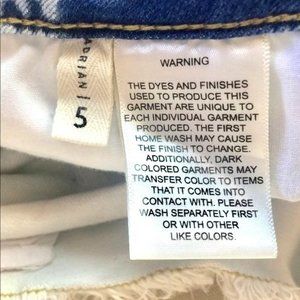 ADRIAN | 5
WARNING
THE DYES AND FINISHES
USED TO PRODUCE THIS
GARMENT ARE UNIQUE TO
EACH INDIVIDUAL GARMENT
PRODUCED. THE FIRST
HOME WASH MAY CAUSE
THE FINISH TO CHANGE.
ADDITIONALLY, DARK
COLORED GARMENTS MAY
TRANSFER COLOR TO ITEMS
THAT IT COMES INTO
CONTACT WITH. PLEASE
WASH SEPARATELY FIRST
OR WITH OTHER
LIKE COLORS.